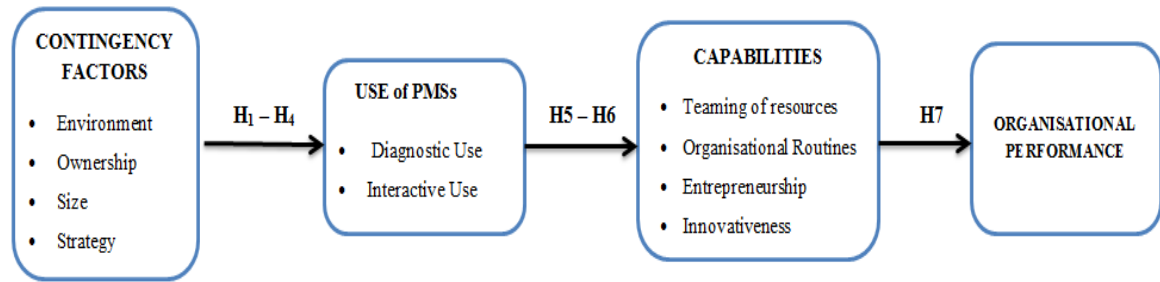 CONTINGENCY
FACTORS
• Environment
• Ownership
• Size
• Strategy
H₁ – H₄
USE of PMSs
• Diagnostic Use
• Interactive Use
H5 – H6
CAPABILITIES
• Teaming of resources
• Organisational Routines
• Entrepreneurship
• Innovativeness
H7
ORGANISATIONAL
PERFORMANCE